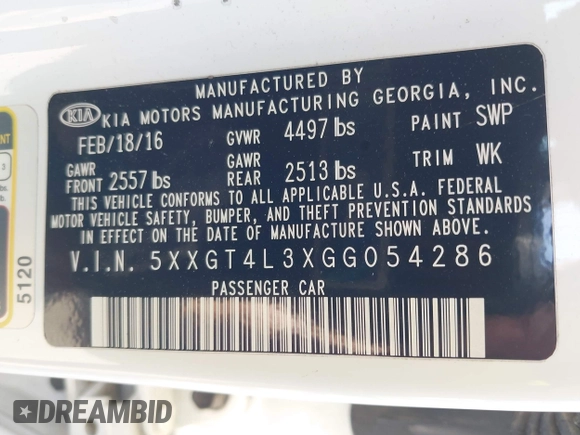 MANUFACTURED BY
KIA KIA MOTORS MANUFACTURING GEORGIA, INC.
FEB/18/16 GVWR 4497 lbs PAINT SWP
GAWR FRONT 2557 lbs GAWR REAR 2513 lbs TRIM WK
THIS VEHICLE CONFORMS TO ALL APPLICABLE U.S.A. FEDERAL
MOTOR VEHICLE SAFETY, BUMPER, AND THEFT PREVENTION STANDARDS
IN EFFECT ON THE DATE OF MANUFACTURE SHOWN ABOVE.
V.I.N. 5XXGT4L3XGG054286
PASSENGER CAR
5120
DREAMBID